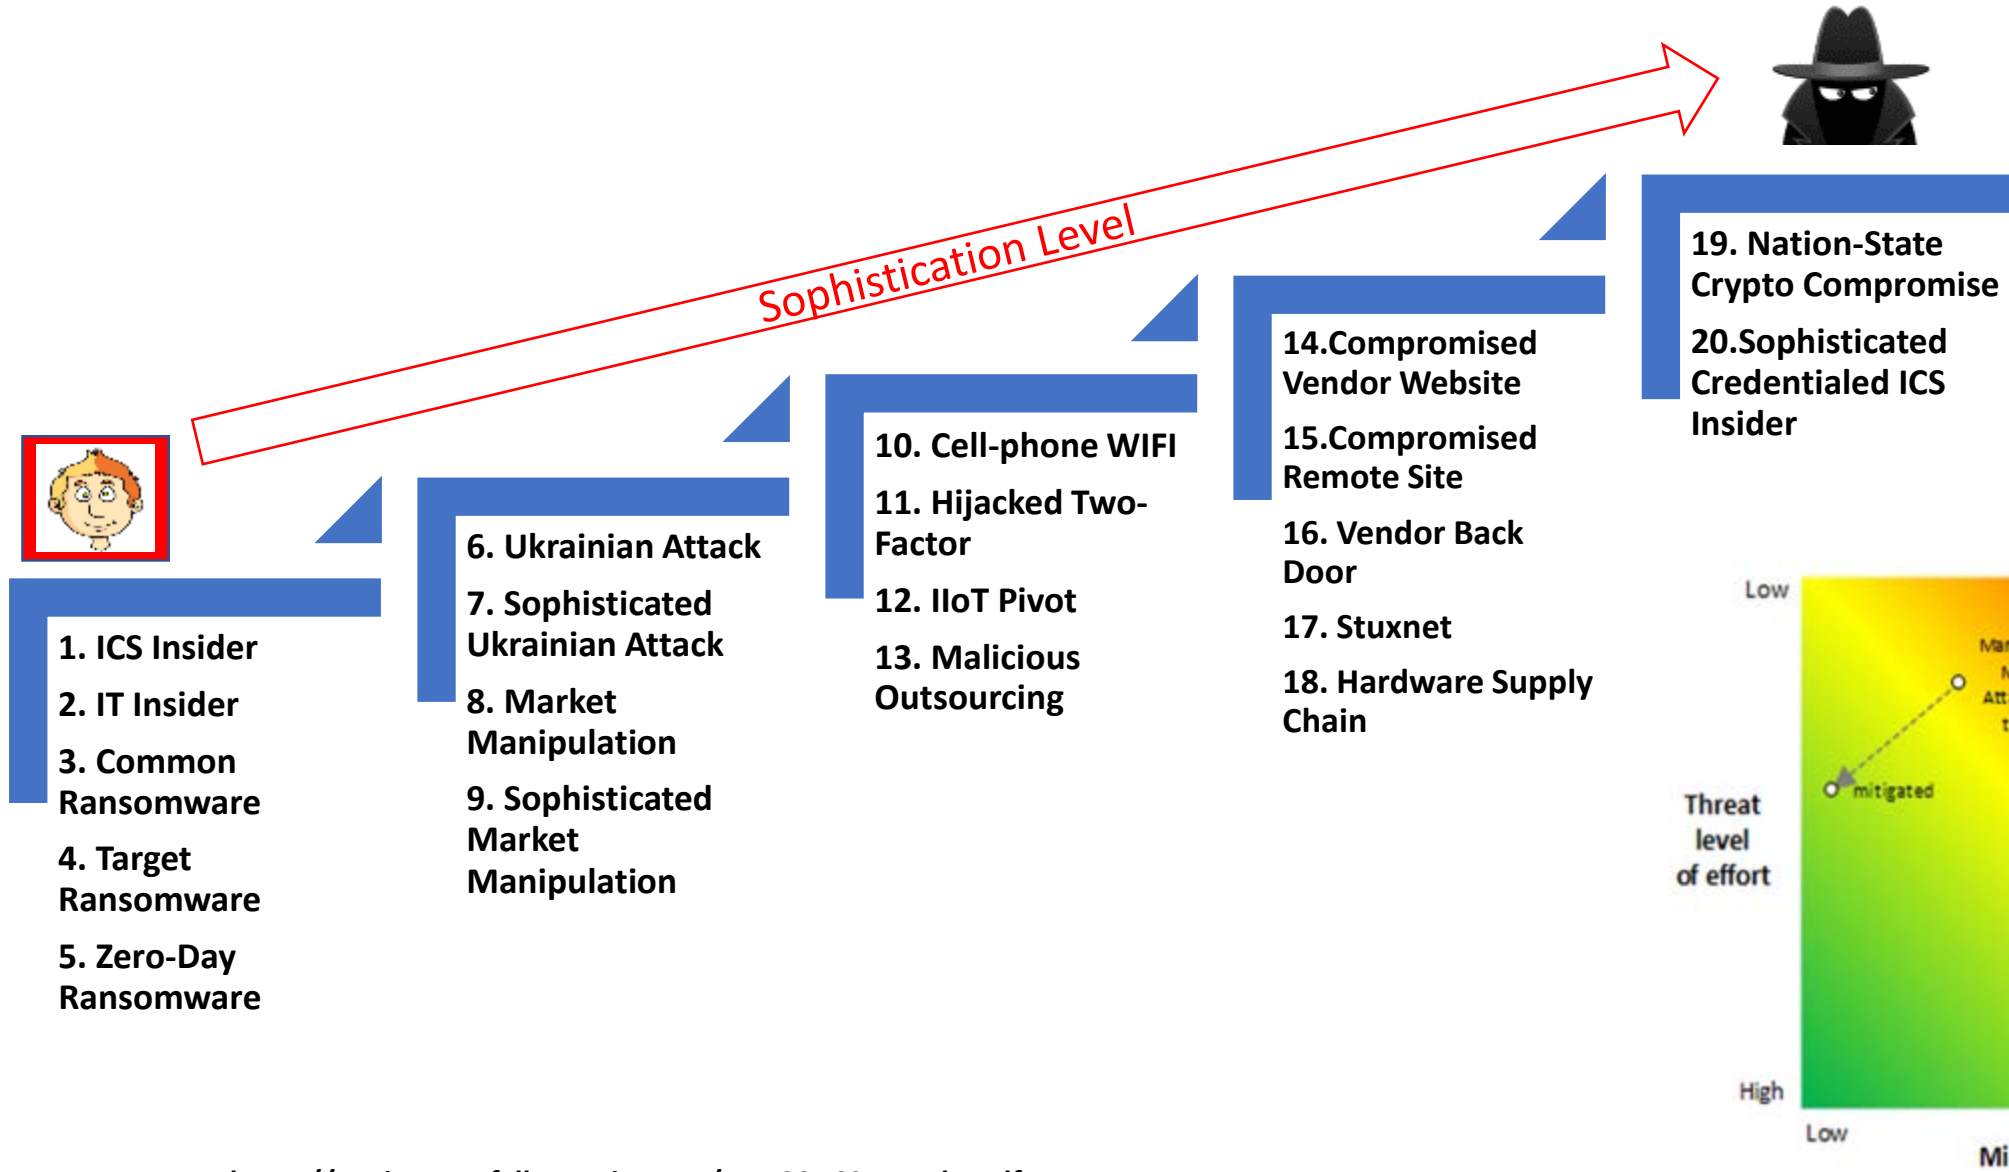 Sophistication Level
1. ICS Insider
2. IT Insider
3. Common
Ransomware
4. Target
Ransomware
5. Zero-Day
Ransomware
6. Ukrainian Attack
7. Sophisticated
Ukrainian Attack
8. Market
Manipulation
9. Sophisticated
Market
Manipulation
10. Cell-phone WIFI
11. Hijacked Two-
Factor
12. IIoT Pivot
13. Malicious
Outsourcing
14.Compromised
Vendor Website
15.Compromised
Remote Site
16. Vendor Back
Door
17. Stuxnet
18. Hardware Supply
Chain
19. Nation-State
Crypto Compromise
20.Sophisticated
Credentialed ICS
Insider
Low
mitigated
Threat
level
of effort
High
Low